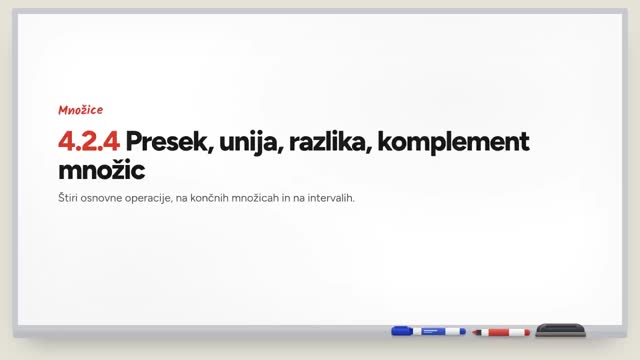 Množice
4.2.4 Presek, unija, razlika, komplement
množic
Štiri osnovne operacije, na končnih množicah in na intervalih.